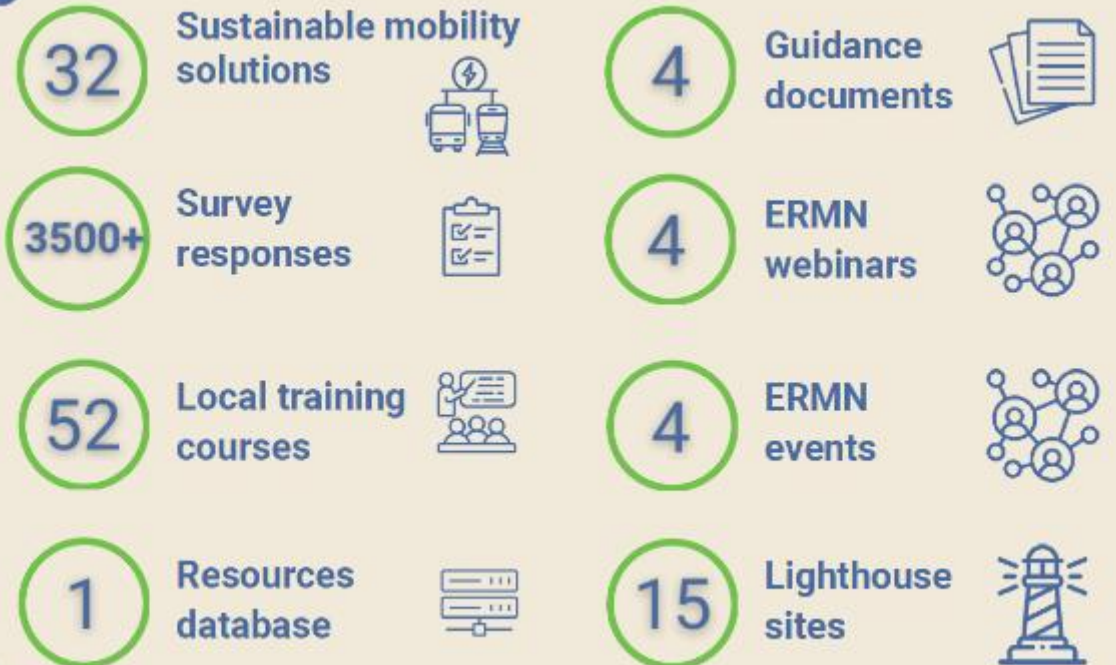 32
Sustainable mobility
solutions
4
Guidance
documents
3500+
Survey
responses
4
ERMN
webinars
52
Local training
courses
4
ERMN
events
1
Resources
database
15
Lighthouse
sites